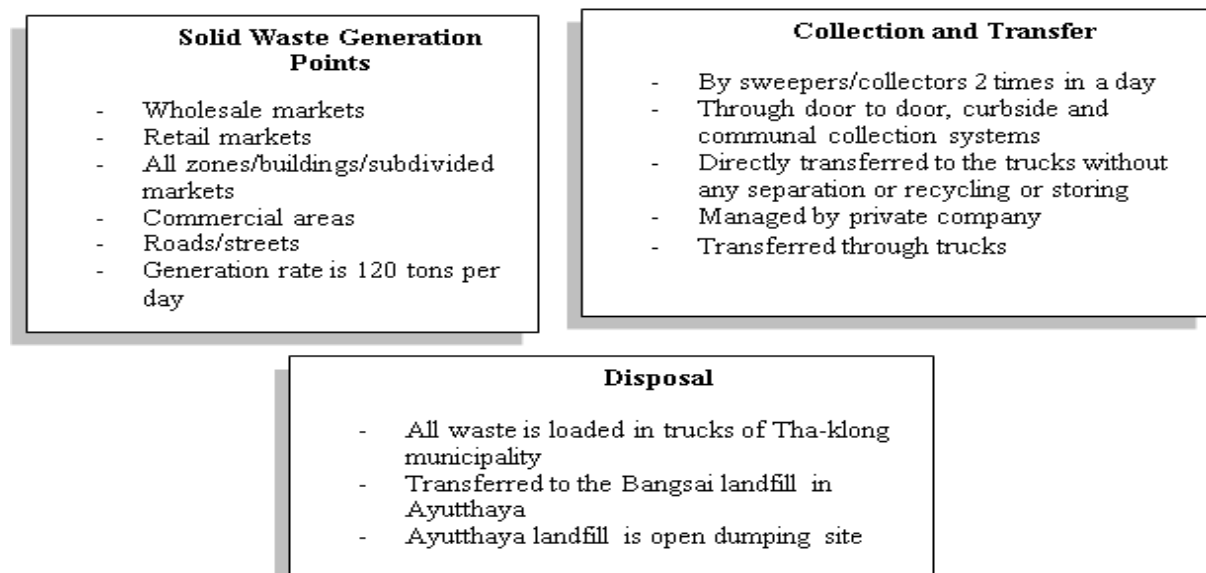 Solid Waste Generation
Points
- Wholesale markets
- Retail markets
- All zones/buildings/subdivided
markets
- Commercial areas
- Roads/streets
- Generation rate is 120 tons per
day
Collection and Transfer
- By sweepers/collectors 2 times in a day
- Through door to door, curbside and
communal collection systems
- Directly transferred to the trucks without
any separation or recycling or storing
- Managed by private company
- Transferred through trucks
Disposal
- All waste is loaded in trucks of Tha-klong
municipality
- Transferred to the Bangsai landfill in
Ayutthaya
- Ayutthaya landfill is open dumping site